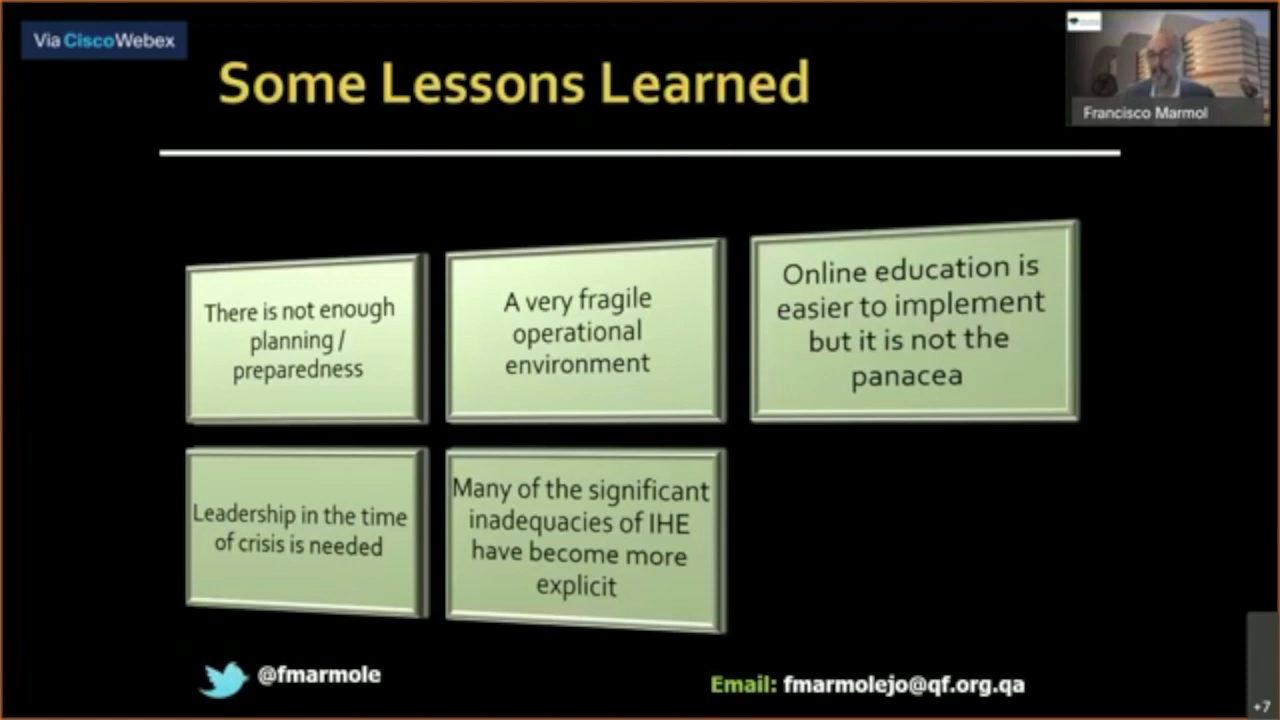 Via CiscoWebex
Some Lessons Learned
Francisco Marmol
There is not enough
planning /
preparedness
A very fragile
operational
environment
Online education is
easier to implement
but it is not the
panacea
Leadership in the time
of crisis is needed
Many of the significant
inadequacies of IHE
have become more
explicit
@fmarmole
Email: fmarmolejo@qf.org.qa
+7